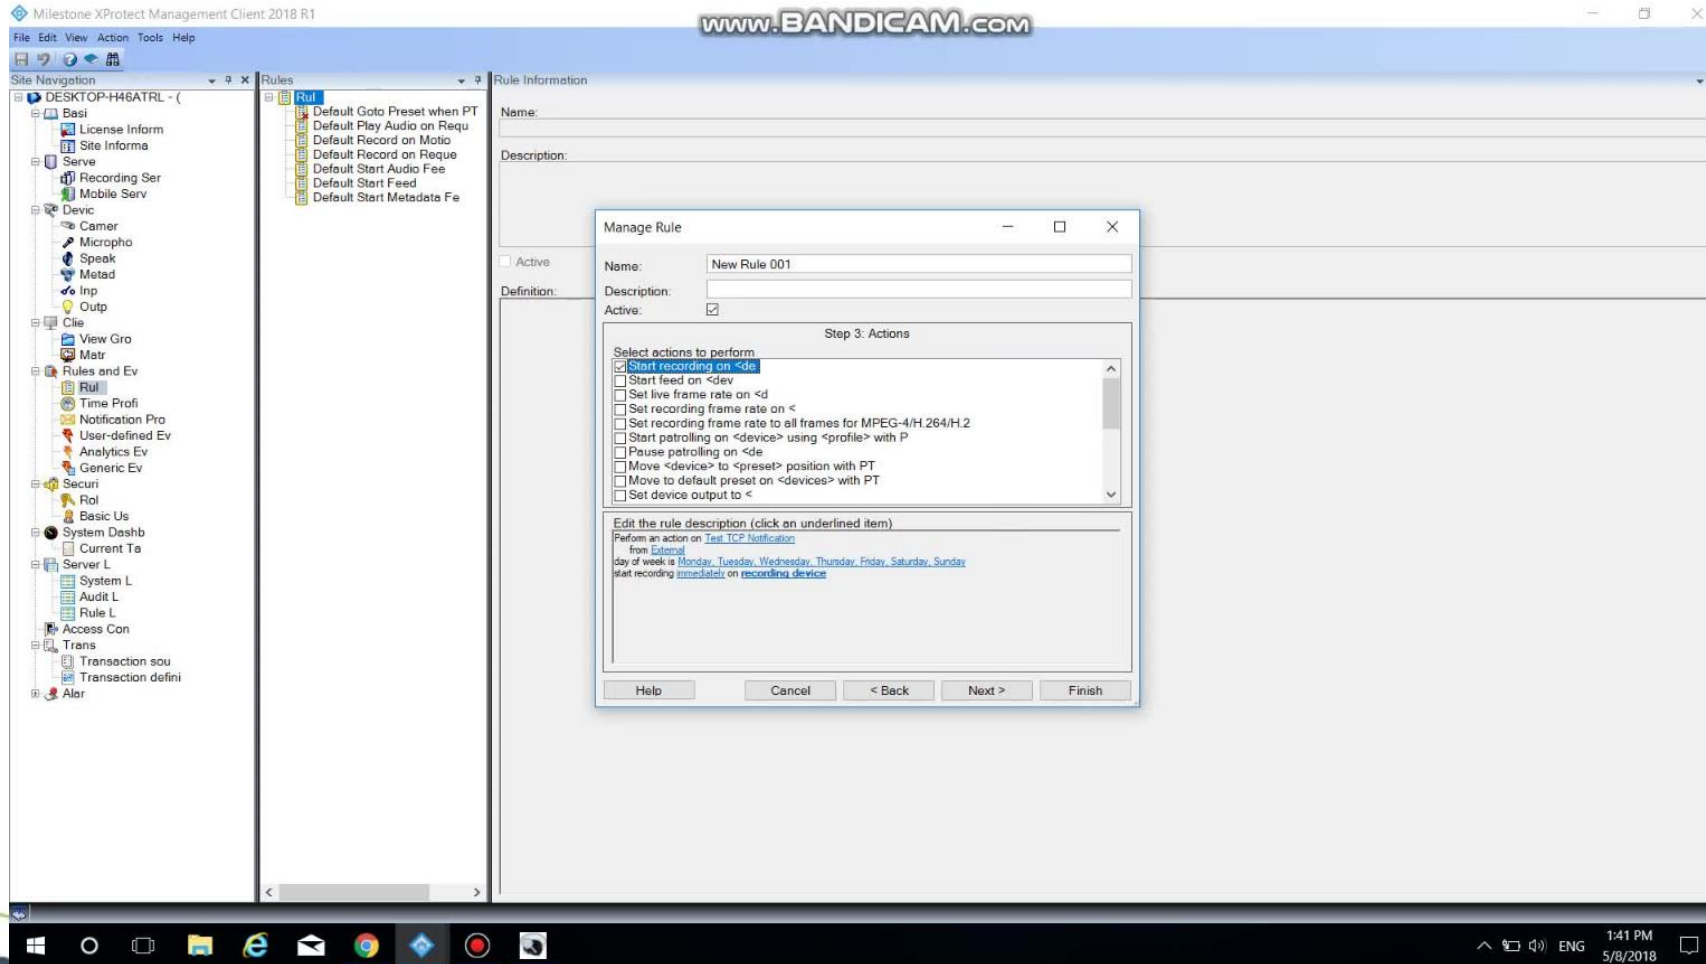 Milestone XProtect Management Client 2018 R1
www.BANDICAM.com
File Edit View Action Tools Help
Site Navigation
DESKTOP-H46ATRL - (
Basi
License Inform
Site Informa
Serve
Recording Ser
Mobile Serv
Devic
Camer
Micropho
Speak
Metad
Inp
Outp
Clie
View Gro
Matr
Rules and Ev
Rul
Time Profi
Notification Pro
User-defined Ev
Analytics Ev
Generic Ev
Securi
Rol
Basic Us
System Dashb
Current Ta
Server L
System L
Audit L
Rule L
Access Con
Trans
Transaction sou
Transaction defini
Alar
Rules
Rul
Default Goto Preset when PT
Default Play Audio on Requ
Default Record on Motio
Default Record on Reque
Default Start Audio Fee
Default Start Feed
Default Start Metadata Fe
Rule Information
Name:
Description:
Active
Definition:
Manage Rule
Name: New Rule 001
Description:
Active:
Step 3: Actions
Select actions to perform
Start recording on <de
Start feed on <dev
Set live frame rate on <d
Set recording frame rate on <
Set recording frame rate to all frames for MPEG-4/H.264/H.2
Start patrolling on <device> using <profile> with P
Pause patrolling on <de
Move <device> to <preset> position with PT
Move to default preset on <devices> with PT
Set device output to <
Edit the rule description (click an underlined item)
Perform an action on Test TCP Notification
from External
day of week is Monday, Tuesday, Wednesday, Thursday, Friday, Saturday, Sunday
start recording immediately on recording device
Help Cancel < Back Next > Finish
ENG
1:41 PM
5/8/2018